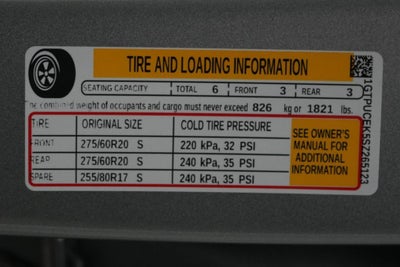 TIRE AND LOADING INFORMATION
SEATING CAPACITY TOTAL 6 FRONT 3 REAR 3
The combined weight of occupants and cargo must never exceed 826 kg or 1821 lbs.
TIRE ORIGINAL SIZE COLD TIRE PRESSURE
FRONT 275/60R20 S 220 kPa, 32 PSI
REAR 275/60R20 S 240 kPa, 35 PSI
SPARE 255/80R17 S 240 kPa, 35 PSI
SEE OWNER'S
MANUAL FOR
ADDITIONAL
INFORMATION
1GTPUCEK5SZ265123